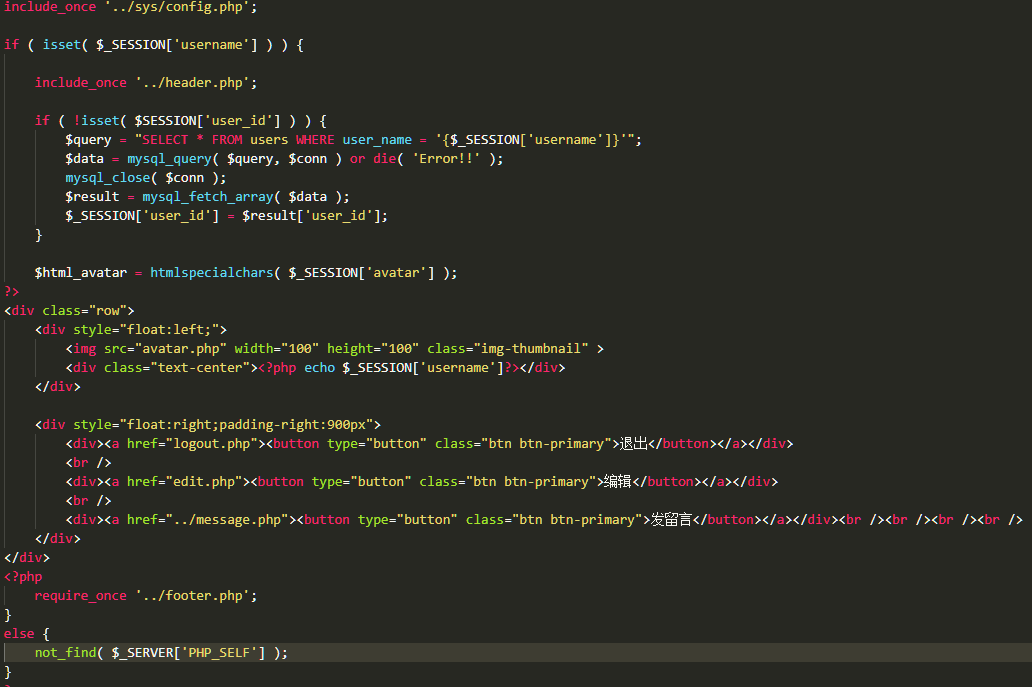 include_once '../sys/config.php';
if ( isset( $_SESSION['username'] ) ) {
include_once '../header.php';
if ( !isset( $SESSION['user_id'] ) ) {
$query = "SELECT * FROM users WHERE user_name = '{$_SESSION['username']}'";
$data = mysql_query( $query, $conn ) or die( 'Error!!' );
mysql_close( $conn );
$result = mysql_fetch_array( $data );
$_SESSION['user_id'] = $result['user_id'];
}
$html_avatar = htmlspecialchars( $_SESSION['avatar'] );
?>
<div class="row">
<div style="float:left;">
<img src="avatar.php" width="100" height="100" class="img-thumbnail" >
<div class="text-center"><?php echo $_SESSION['username']?></div>
</div>
<div style="float:right;padding-right:900px">
<div><a href="logout.php"><button type="button" class="btn btn-primary">退出</button></a></div>
<br />
<div><a href="edit.php"><button type="button" class="btn btn-primary">编辑</button></a></div>
<br />
<div><a href="../message.php"><button type="button" class="btn btn-primary">发留言</button></a></div><br /><br /><br /><br />
</div>
</div>
<?php
require_once '../footer.php';
}
else {
not_find( $_SERVER['PHP_SELF'] );
}